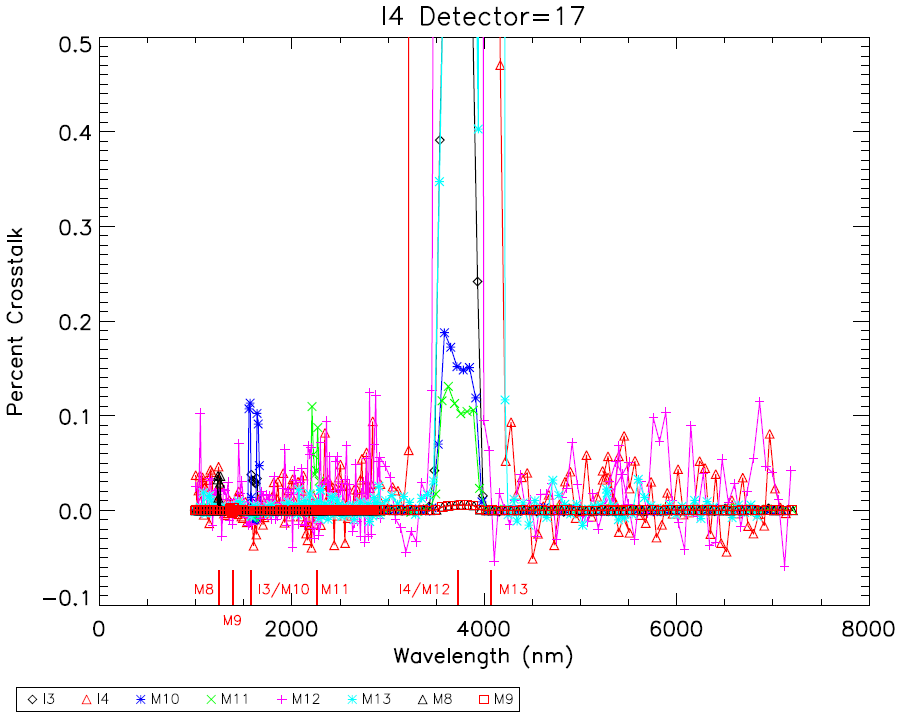 I4 Detector=17
0.5
0.4
0.3
0.2
0.1
0.0
-0.1
Percent Crosstalk
M8
M9
I3/M10
M11
I4/M12
M13
0 2000 4000 6000 8000
Wavelength (nm)
I3 I4 M10 M11 M12 M13 M8 M9